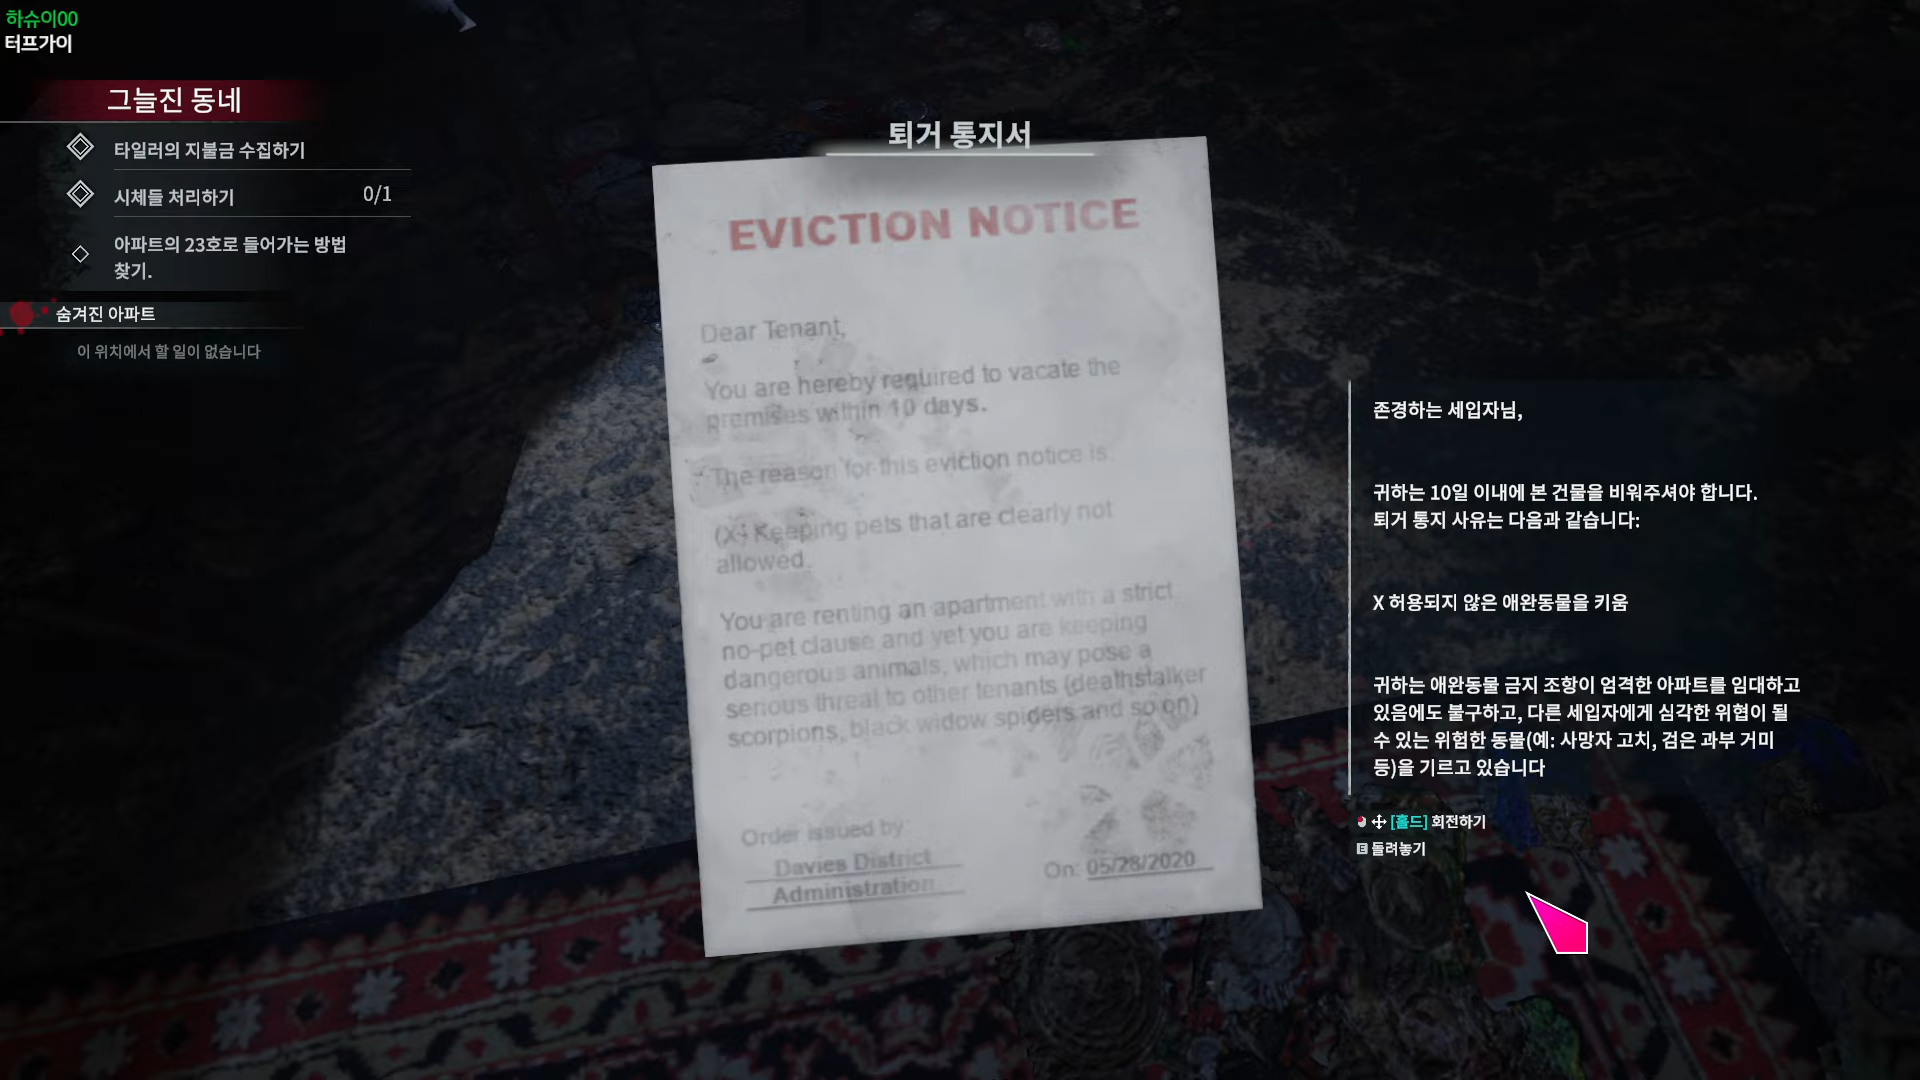 하슈이00
터프가이
그늘진 동네
타일러의 지불금 수집하기
시체들 처리하기 0/1
아파트의 23호로 들어가는 방법
찾기.
숨겨진 아파트
이 위치에서 할 일이 없습니다
퇴거 통지서
EVICTION NOTICE
Dear Tenant,
You are hereby required to vacate the
premises within 10 days.
The reason for this eviction notice is:
(X) Keeping pets that are clearly not
allowed.
You are renting an apartment with a strict
no-pet clause and yet you are keeping
dangerous animals, which may pose a
serious threat to other tenants (deathstalker
scorpions, black widow spiders and so on)
Order issued by:
Davies District
Administration
On: 05/28/2020
존경하는 세입자님,
귀하는 10일 이내에 본 건물을 비워주셔야 합니다.
퇴거 통지 사유는 다음과 같습니다:
X 허용되지 않은 애완동물을 키움
귀하는 애완동물 금지 조항이 엄격한 아파트를 임대하고
있음에도 불구하고, 다른 세입자에게 심각한 위협이 될
수 있는 위험한 동물(예: 사망자 고치, 검은 과부 거미
등)을 기르고 있습니다
[홀드] 회전하기
E 돌려놓기